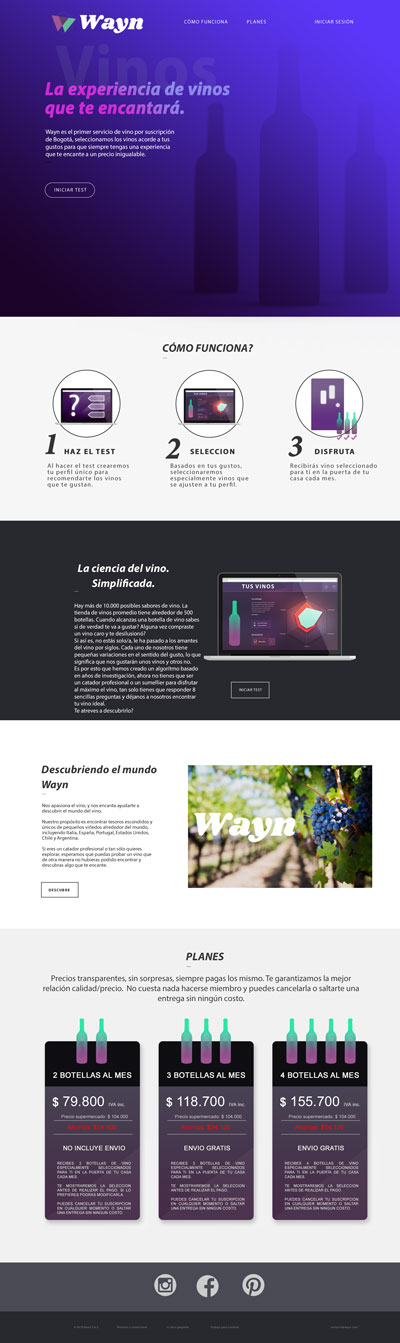 Wayn
CÓMO FUNCIONA
PLANES
INICIAR SESIÓN
Vinos
La experiencia de vinos
que te encantará.
Wayn es el primer servicio de vino por suscripción
de Bogotá, seleccionamos los vinos acorde a tus
gustos para que siempre tengas una experiencia
que te encante a un precio inigualable.
INICIAR TEST
CÓMO FUNCIONA?
1 HAZ EL TEST
Al hacer el test crearemos
tu perfil único para
recomendarte los vinos
que te gustan.
2 SELECCION
Basados en tus gustos,
seleccionaremos
especialmente vinos que
se ajusten a tu perfil.
3 DISFRUTA
Recibirás vino seleccionado
para ti en la puerta de tu
casa cada mes.
La ciencia del vino.
Simplificada.
Hay más de 10.000 posibles sabores de vino. La
tienda de vinos promedio tiene alrededor de 500
botellas. Cuando alcanzas una botella de vino sabes
si de verdad te va a gustar? Alguna vez compraste
un vino caro y te desilusionó?
Si así es, no estás solo/a, le ha pasado a los amantes
del vino por siglos. Cada uno de nosotros tiene
pequeñas variaciones en el sentido del gusto, lo que
significa que nos gustarán unos vinos y otros no.
Es por esto que hemos creado un algoritmo basado
en años de investigación, ahora no tienes que ser
un catador profesional o un sumellier para disfrutar
al máximo el vino, tan solo tienes que responder 8
sencillas preguntas y déjanos a nosotros encontrar
tu vino ideal.
Te atreves a descubrirlo?
TUS VINOS
INICIAR TEST
Descubriendo el mundo
Wayn
Nos apasiona el vino, y nos encanta ayudarte a
descubrir el mundo del vino.
Nuestro propósito es encontrar tesoros escondidos y
únicos de pequeños viñedos alrededor del mundo,
incluyendo Italia, España, Portugal, Estados Unidos,
Chile y Argentina.
Si eres un catador profesional o tan sólo quieres
explorar, esperamos que puedas probar un vino que
de otra manera no hubieras podido encontrar y
descubras algo que te encante.
DESCUBRE
Wayn
PLANES
Precios transparentes, sin sorpresas, siempre pagas los mismo. Te garantizamos la mejor
relación calidad/precio. No cuesta nada hacerse miembro y puedes cancelarla o saltarte una
entrega sin ningún costo.
2 BOTELLAS AL MES
$ 79.800 IVA inc.
Precio supermercado: $ 104.000
NO INCLUYE ENVIO
RECIBES 2 BOTELLAS DE VINO
ESPECIALMENTE SELECCIONADOS
PARA TI EN LA PUERTA DE TU CASA
CADA MES.
TE MOSTRAREMOS LA SELECCION
ANTES DE REALIZAR EL PAGO, SI LO
PREFIERES PODRAS MODIFICARLA.
PUEDES CANCELAR TU SUSCRIPCION
EN CUALQUIER MOMENTO O SALTAR
UNA ENTREGA SIN NINGUN COSTO.
3 BOTELLAS AL MES
$ 118.700 IVA inc.
Precio supermercado: $ 104.000
ENVIO GRATIS
RECIBES 3 BOTELLAS DE VINO
ESPECIALMENTE SELECCIONADOS
PARA TI EN LA PUERTA DE TU CASA
CADA MES.
TE MOSTRAREMOS LA SELECCION
ANTES DE REALIZAR EL PAGO.
PUEDES CANCELAR TU SUSCRIPCION
EN CUALQUIER MOMENTO O SALTAR
UNA ENTREGA SIN NINGUN COSTO.
4 BOTELLAS AL MES
$ 155.700 IVA inc.
Precio supermercado: $ 104.000
ENVIO GRATIS
RECIBES 4 BOTELLAS DE VINO
ESPECIALMENTE SELECCIONADOS
PARA TI EN LA PUERTA DE TU CASA
CADA MES.
TE MOSTRAREMOS LA SELECCION
ANTES DE REALIZAR EL PAGO.
PUEDES CANCELAR TU SUSCRIPCION
EN CUALQUIER MOMENTO O SALTAR
UNA ENTREGA SIN NINGUN COSTO.